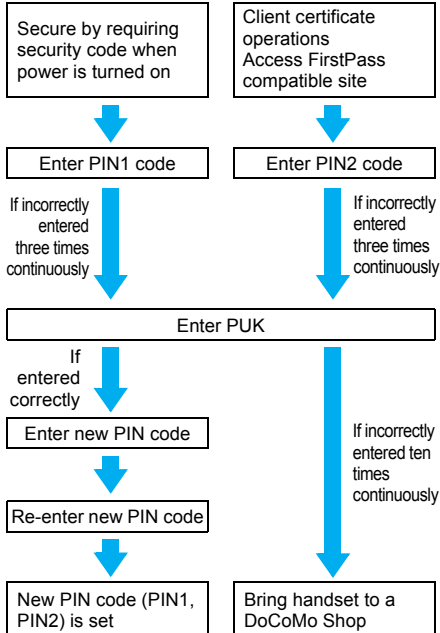 Secure by requiring
security code when
power is turned on
Client certificate
operations
Access FirstPass
compatible site
Enter PIN1 code
Enter PIN2 code
If incorrectly
entered
three times
continuously
If incorrectly
entered
three times
continuously
Enter PUK
If
entered
correctly
Enter new PIN code
Re-enter new PIN code
New PIN code (PIN1,
PIN2) is set
If incorrectly
entered ten
times
continuously
Bring handset to a
DoCoMo Shop